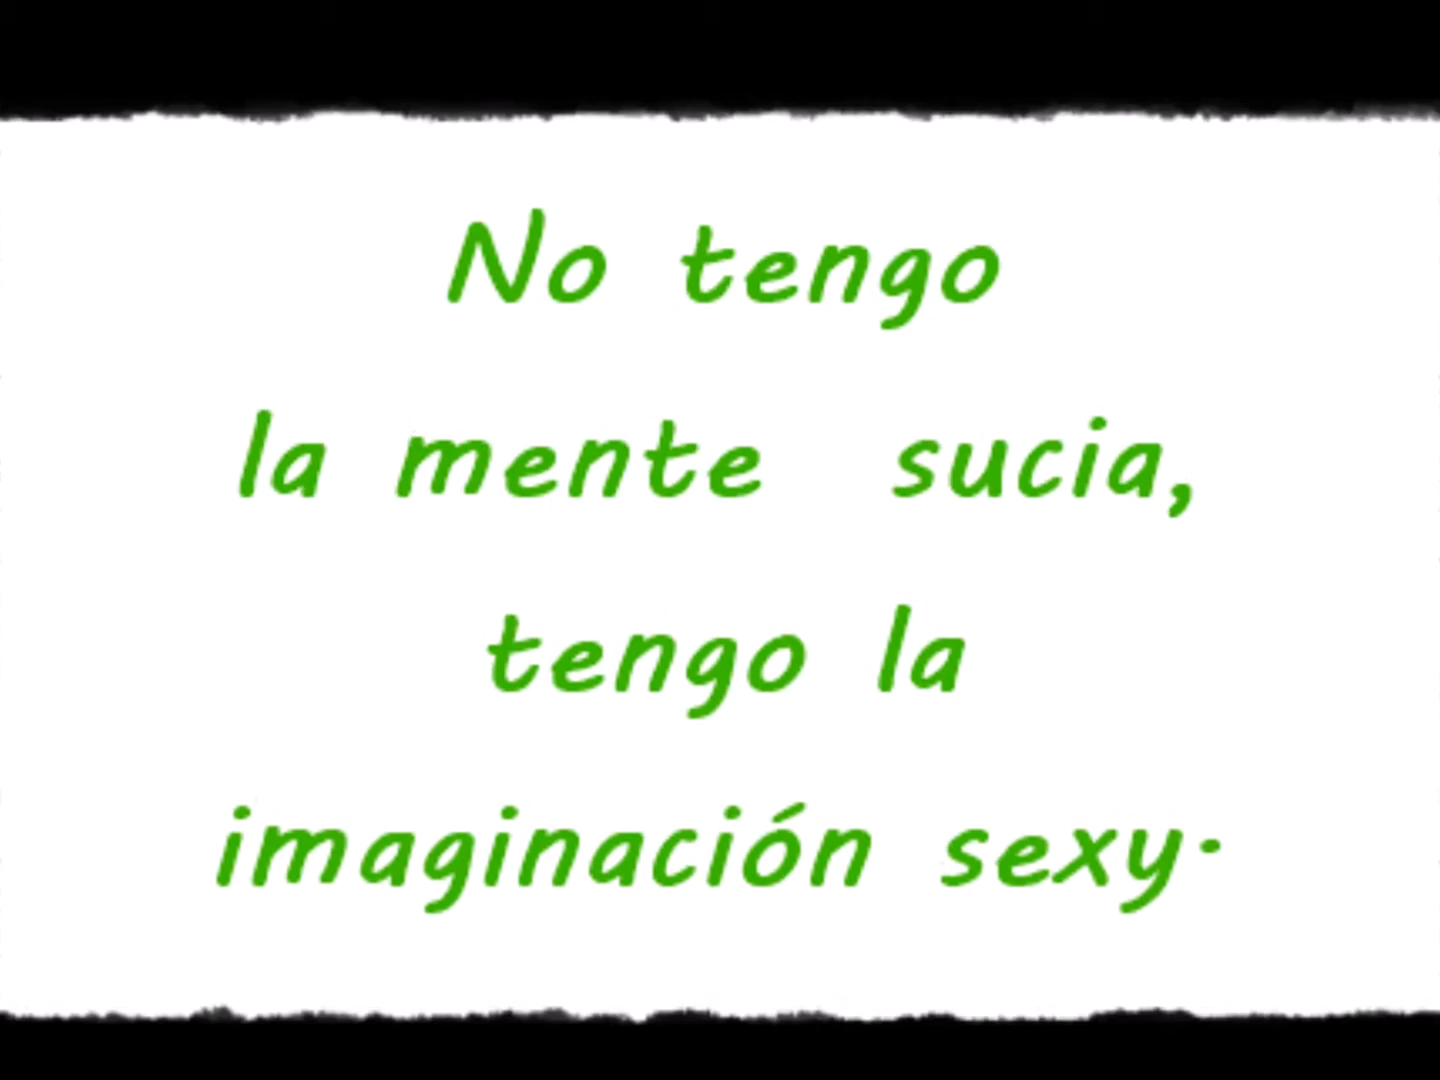 No tengo
la mente sucia,
tengo la
imaginación sexy·